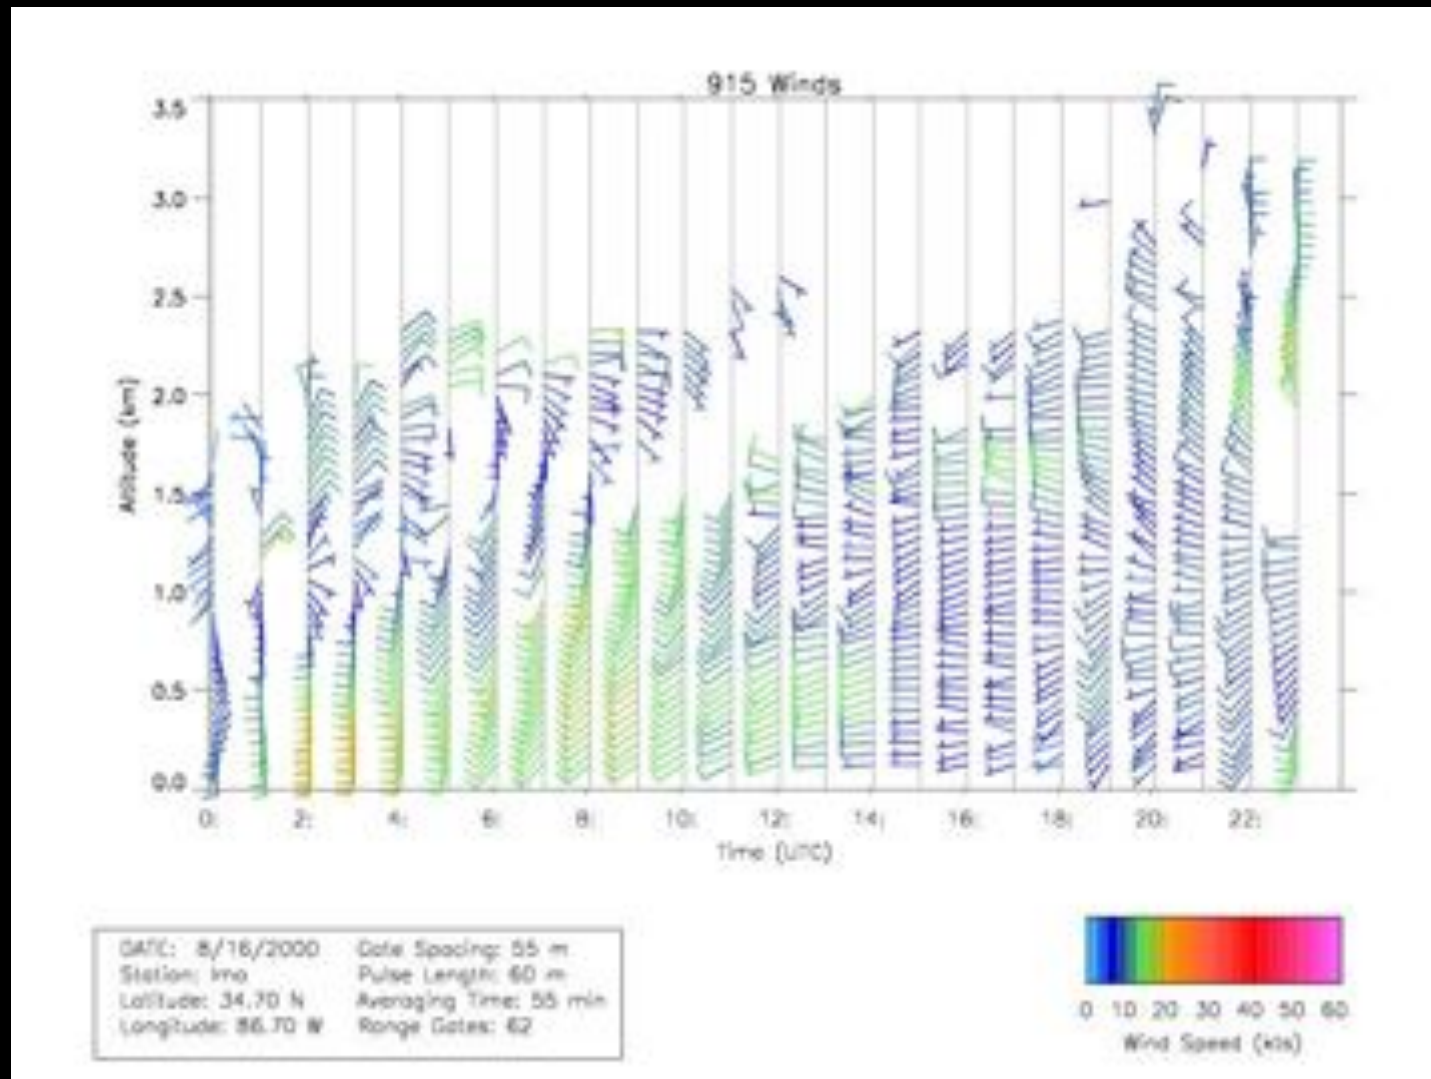 915 Winds
3.5
3.0
2.5
2.0
1.5
1.0
0.5
0.0
Altitude (km)
0: 2: 4: 6: 8: 10: 12: 14: 16: 18: 20: 22:
Time (UTC)
DATE: 8/16/2000 Gate Spacing: 55 m
Station: Pulse Length: 60 m
Latitude: 34.70 N Averaging Time: 55 min
Longitude: 86.70 W Range Gates: 62
0 10 20 30 40 50 60
Wind Speed (kts)